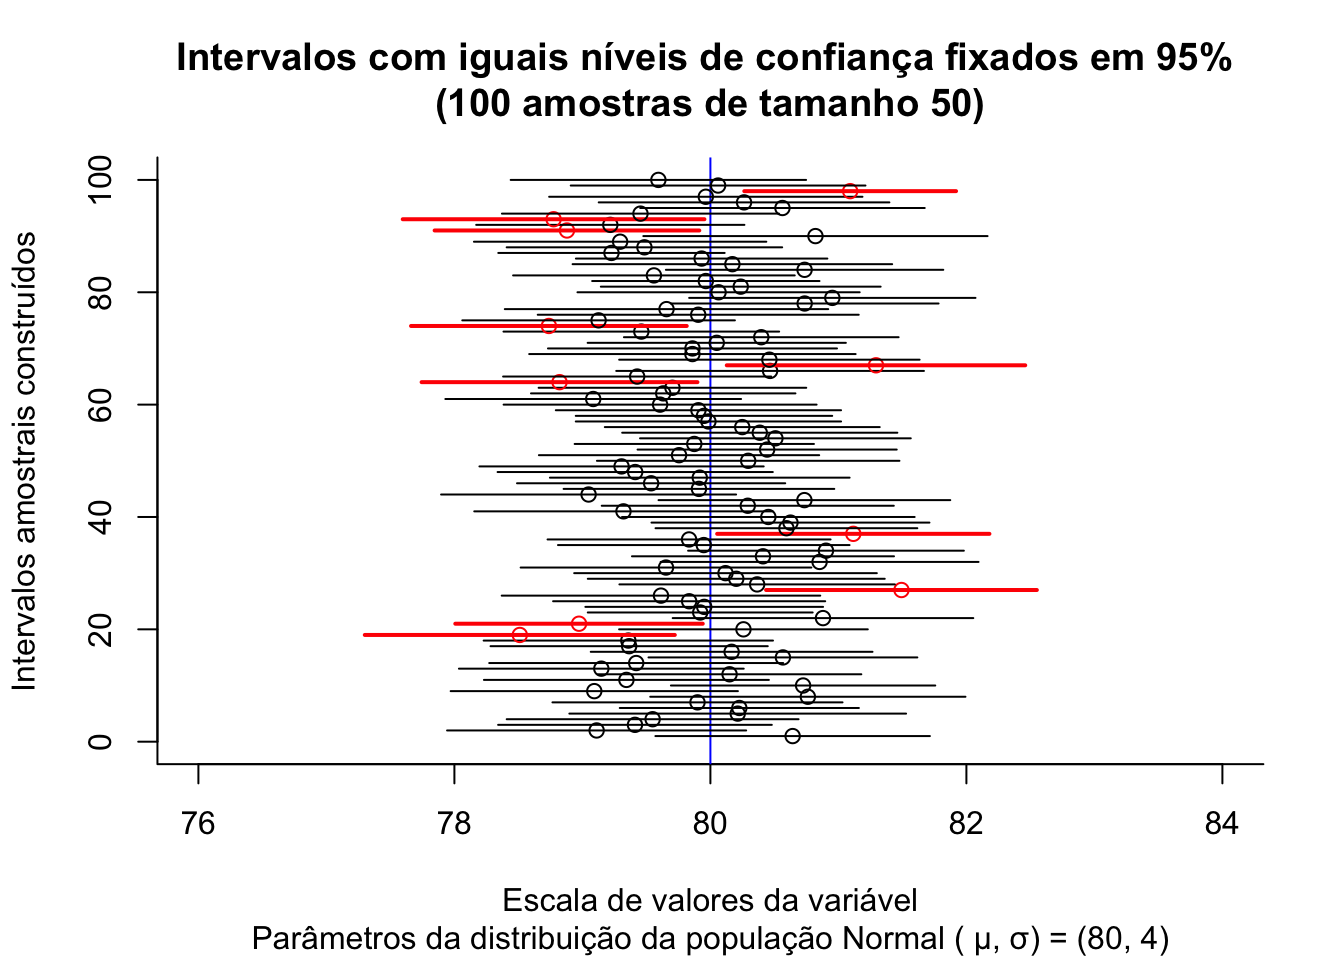 Intervalos com iguais níveis de confiança fixados em 95%
(100 amostras de tamanho 50)
Intervalos amostrais construídos
100
80
60
40
20
0
76 78 80 82 84
Escala de valores da variável
Parâmetros da distribuição da população Normal ( μ, σ) = (80, 4)